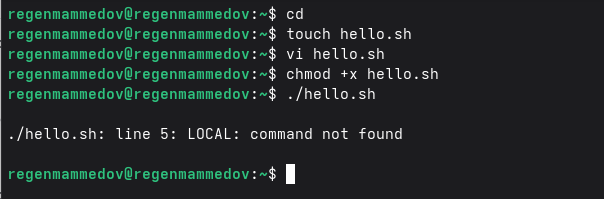 regenmammedov@regenmammedov:~$ cd
regenmammedov@regenmammedov:~$ touch hello.sh
regenmammedov@regenmammedov:~$ vi hello.sh
regenmammedov@regenmammedov:~$ chmod +x hello.sh
regenmammedov@regenmammedov:~$ ./hello.sh
./hello.sh: line 5: LOCAL: command not found
regenmammedov@regenmammedov:~$